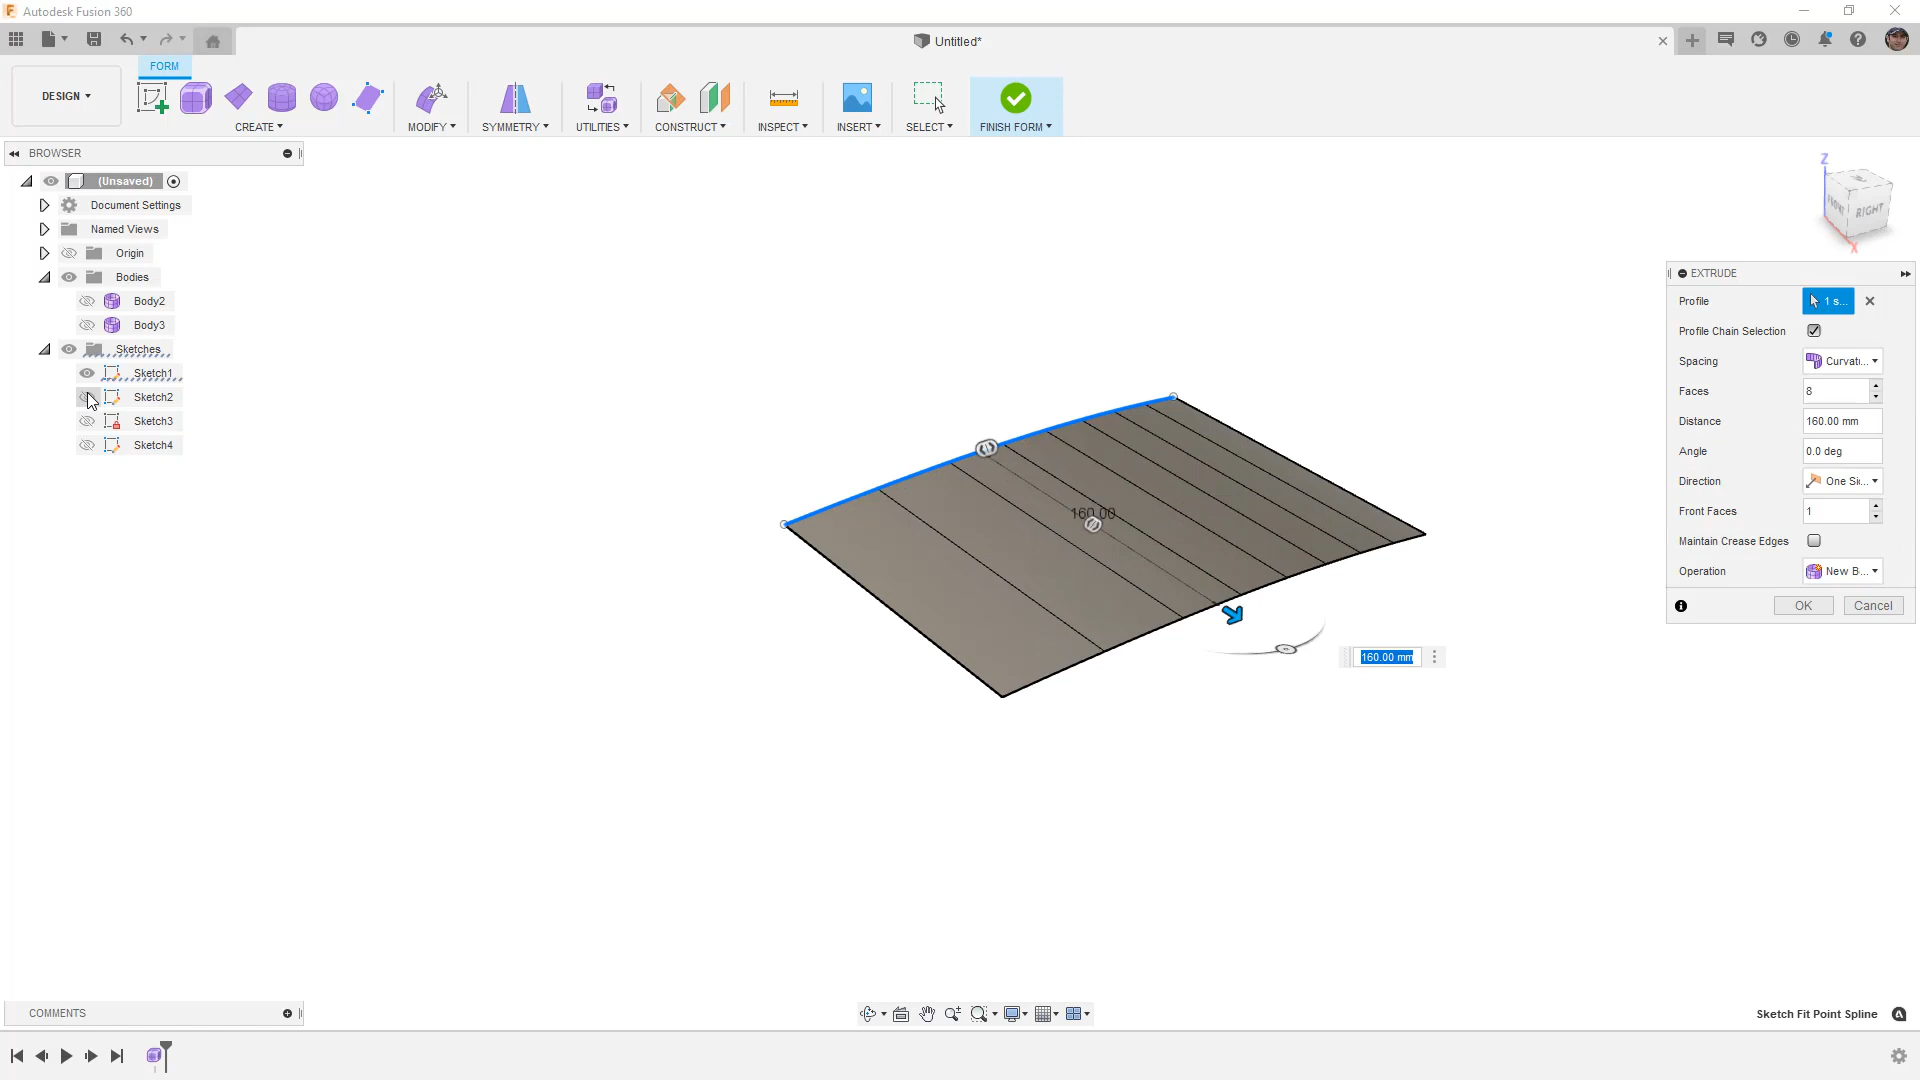 Autodesk Fusion 360
Untitled*
FORM
DESIGN
CREATE
MODIFY
SYMMETRY
UTILITIES
CONSTRUCT
INSPECT
INSERT
SELECT
FINISH FORM
BROWSER
(Unsaved)
Document Settings
Named Views
Origin
Bodies
Body2
Body3
Sketches
Sketch1
Sketch2
Sketch3
Sketch4
Z
FRONT
RIGHT
X
160.00
160.00 mm
EXTRUDE
Profile 1 s...
Profile Chain Selection
Spacing Curvat...
Faces 8
Distance 160.00 mm
Angle 0.0 deg
Direction One Si...
Front Faces 1
Maintain Crease Edges
Operation New B...
OK Cancel
COMMENTS
Sketch Fit Point Spline